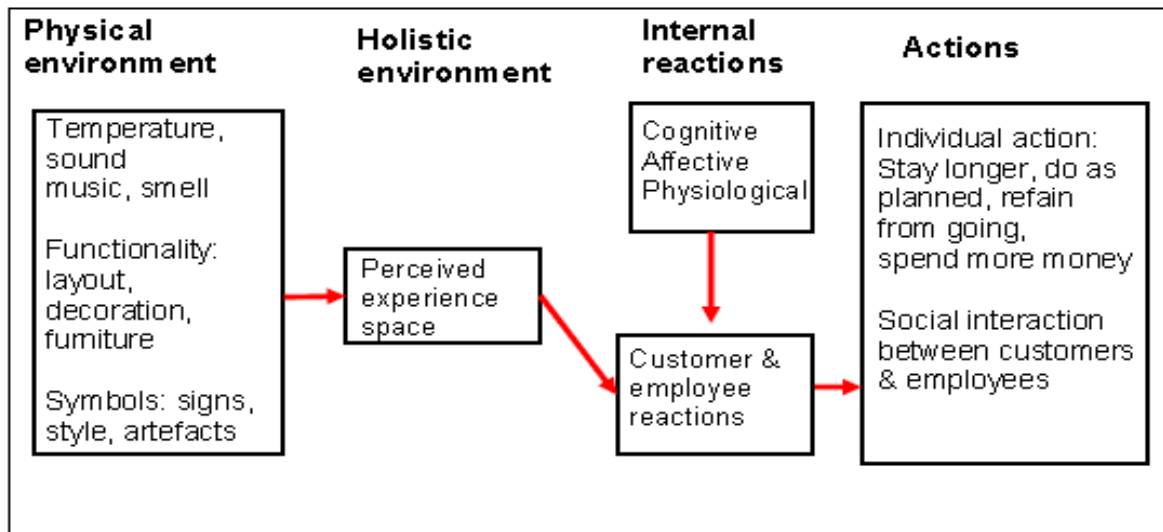 Physical
environment
Temperature,
sound
music, smell
Functionality:
layout,
decoration,
furniture
Symbols: signs,
style, artefacts
Holistic
environment
Perceived
experience
space
Internal
reactions
Cognitive
Affective
Physiological
Customer &
employee
reactions
Actions
Individual action:
Stay longer, do as
planned, refain
from going,
spend more money
Social interaction
between customers
& employees